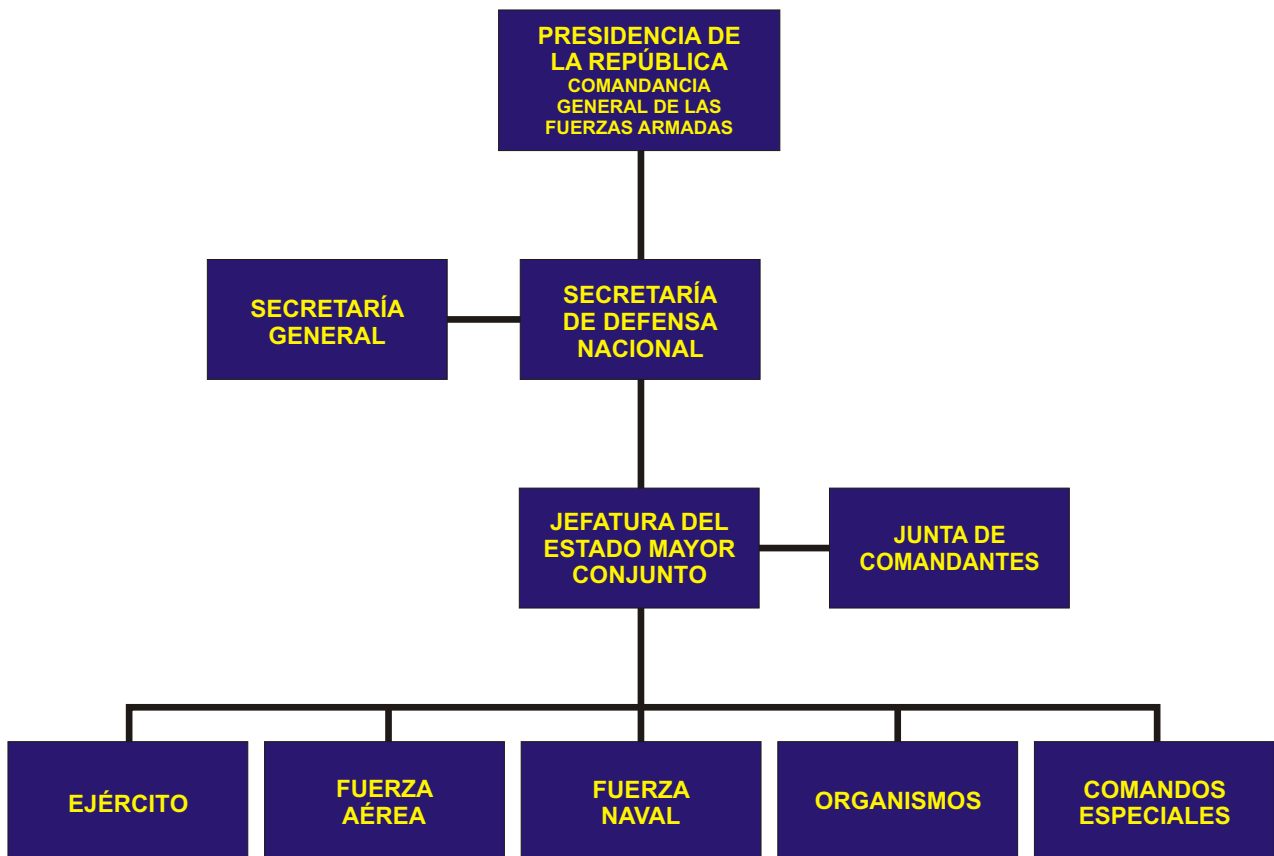 PRESIDENCIA DE
LA REPÚBLICA
COMANDANCIA
GENERAL DE LAS
FUERZAS ARMADAS
SECRETARÍA
GENERAL
SECRETARÍA
DE DEFENSA
NACIONAL
JEFATURA DEL
ESTADO MAYOR
CONJUNTO
JUNTA DE
COMANDANTES
EJÉRCITO
FUERZA
AÉREA
FUERZA
NAVAL
ORGANISMOS
COMANDOS
ESPECIALES